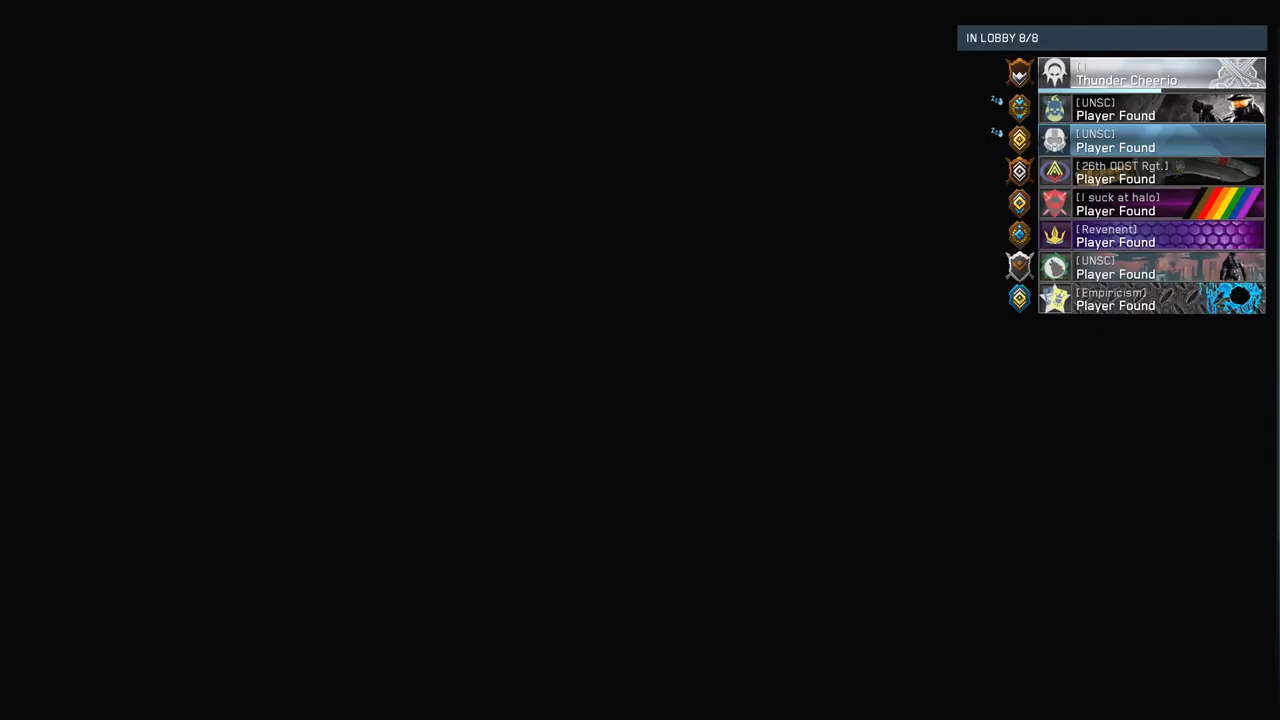 IN LOBBY 8/8
[ ]
Thunder Cheerio
[UNSC]
Player Found
[UNSC]
Player Found
[26th ODST Rgt.]
Player Found
[I suck at halo]
Player Found
[Revenent]
Player Found
[UNSC]
Player Found
[Empiricism]
Player Found